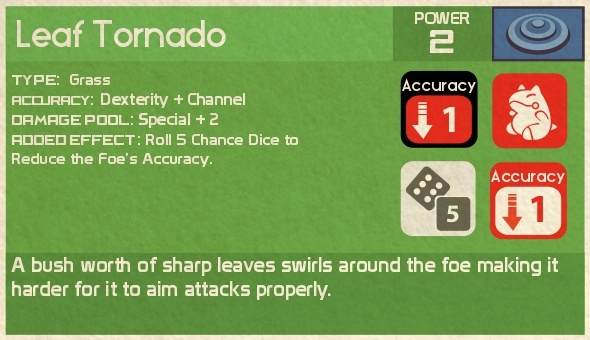 Leaf Tornado
POWER
2
TYPE: Grass
ACCURACY: Dexterity + Channel
DAMAGE POOL: Special + 2
ADDED EFFECT: Roll 5 Chance Dice to
Reduce the Foe's Accuracy.
Accuracy
1
5
Accuracy
1
A bush worth of sharp leaves swirls around the foe making it
harder for it to aim attacks properly.